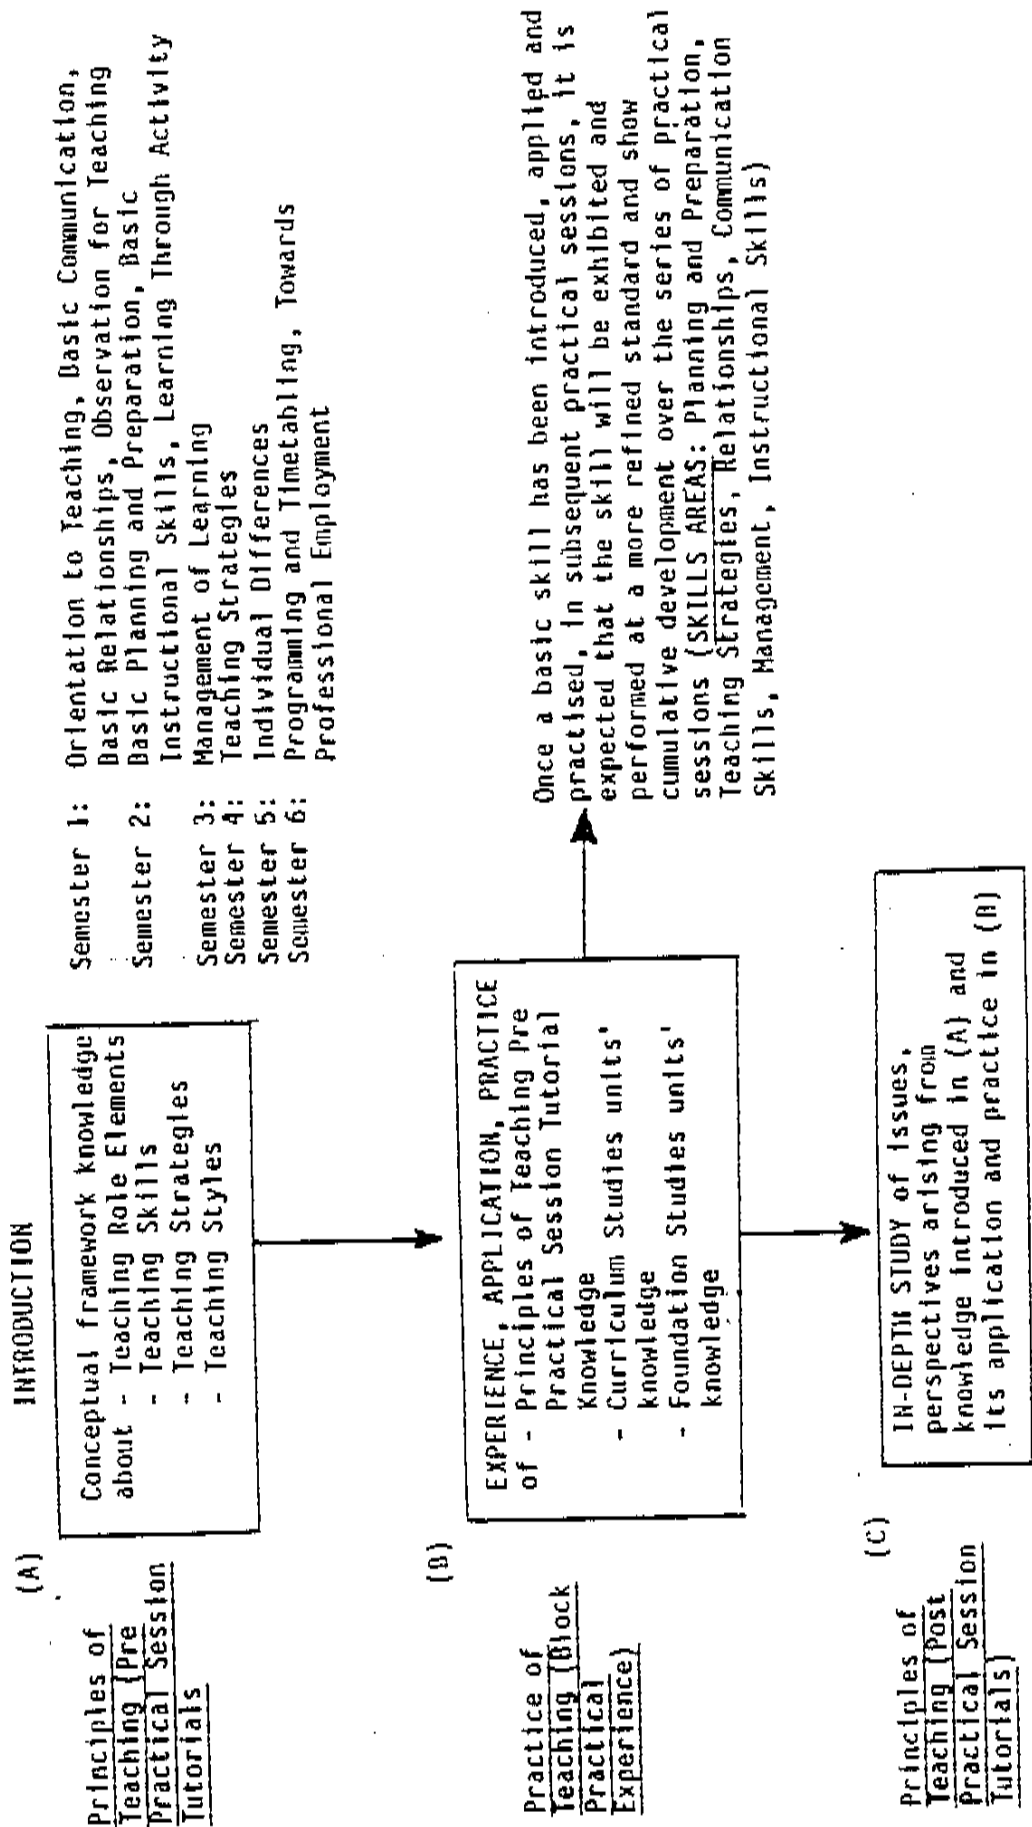 INTRODUCTION
(A)
Principles of
Teaching (Pre
Practical Session
Tutorials
Conceptual framework knowledge
about - Teaching Role Elements
- Teaching Skills
- Teaching Strategies
- Teaching Styles
Semester 1: Orientation to Teaching, Basic Communication,
Basic Relationships, Observation for Teaching
Semester 2: Basic Planning and Preparation, Basic
Instructional Skills, Learning Through Activity
Semester 3: Management of Learning
Semester 4: Teaching Strategies
Semester 5: Individual Differences
Semester 6: Programming and Timetabling, Towards
Professional Employment
(B)
Practice of
Teaching (Block
Practical
Experience)
EXPERIENCE, APPLICATION, PRACTICE
of - Principles of Teaching Pre
Practical Session Tutorial
Knowledge
- Curriculum Studies units'
knowledge
- Foundation Studies units'
knowledge
Once a basic skill has been introduced, applied and
practised, in subsequent practical sessions, it is
expected that the skill will be exhibited and
performed at a more refined standard and show
cumulative development over the series of practical
sessions (SKILLS AREAS: Planning and Preparation,
Teaching Strategies, Relationships, Communication
Skills, Management, Instructional Skills)
(C)
Principles of
Teaching (Post
Practical Session
Tutorials)
IN-DEPTH STUDY of issues,
perspectives arising from
knowledge introduced in (A) and
its application and practice in (B)